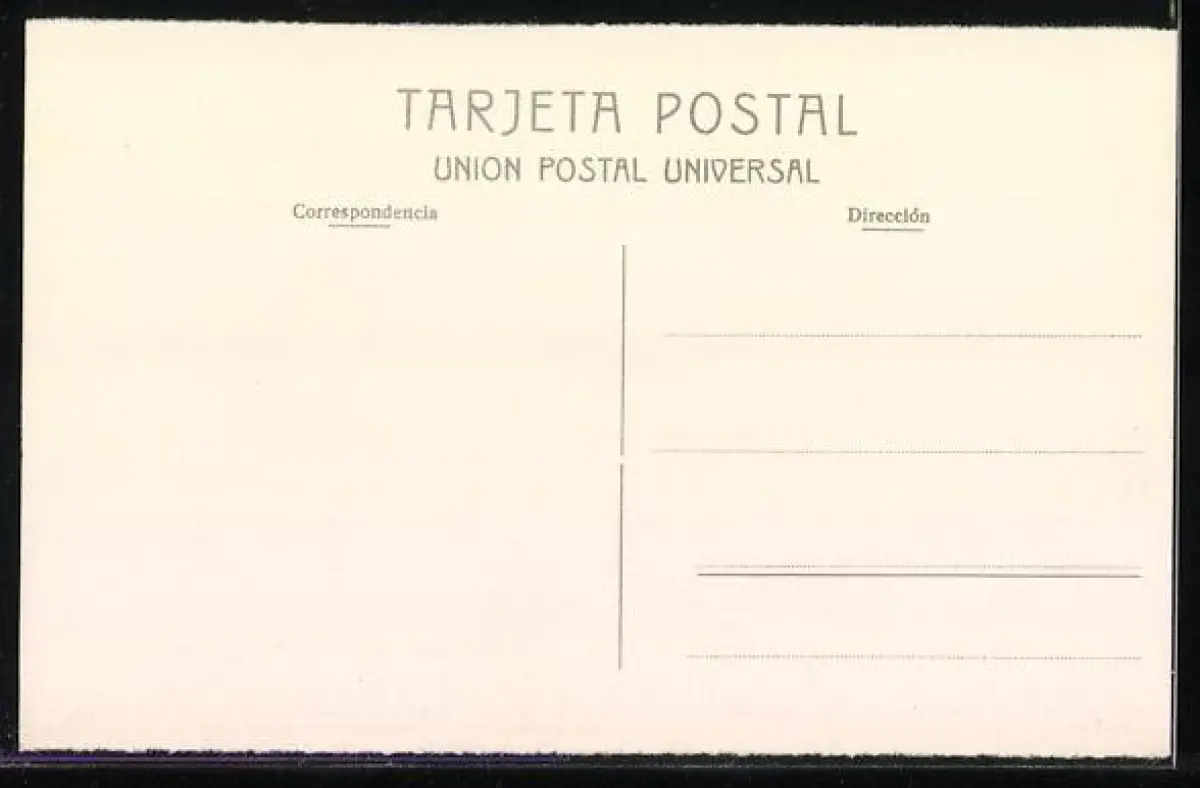 TARJETA POSTAL
UNION POSTAL UNIVERSAL
Correspondencia
Dirección